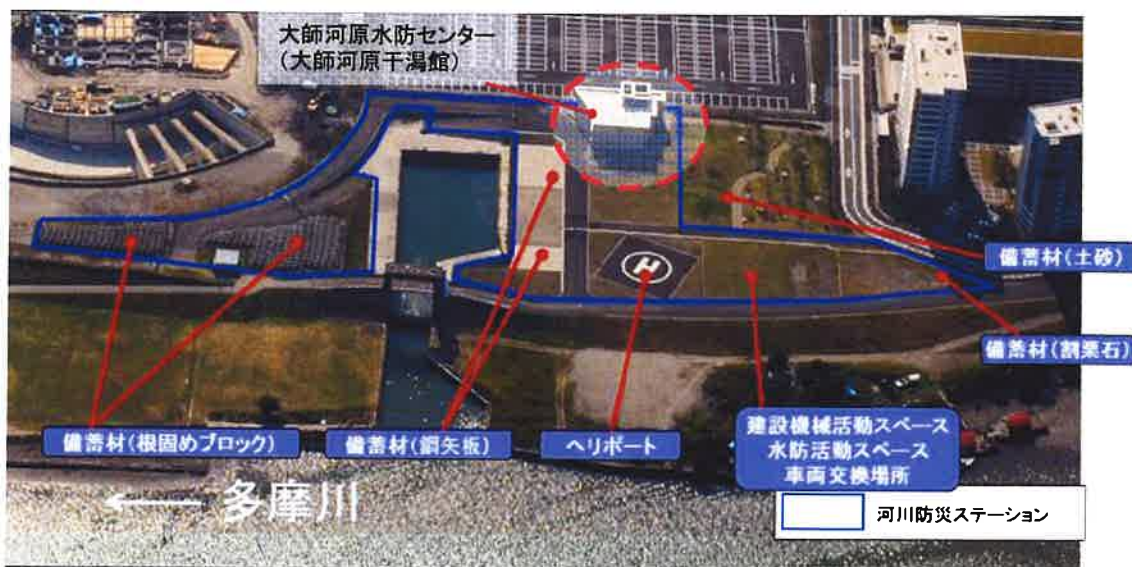 大師河原水防センター
(大師河原干潟館)
備蓄材(土砂)
備蓄材(割栗石)
備蓄材(根固めブロック)
備蓄材(鋼矢板)
ヘリポート
建設機械活動スペース
水防活動スペース
車両交換場所
H
← 多摩川
河川防災ステーション